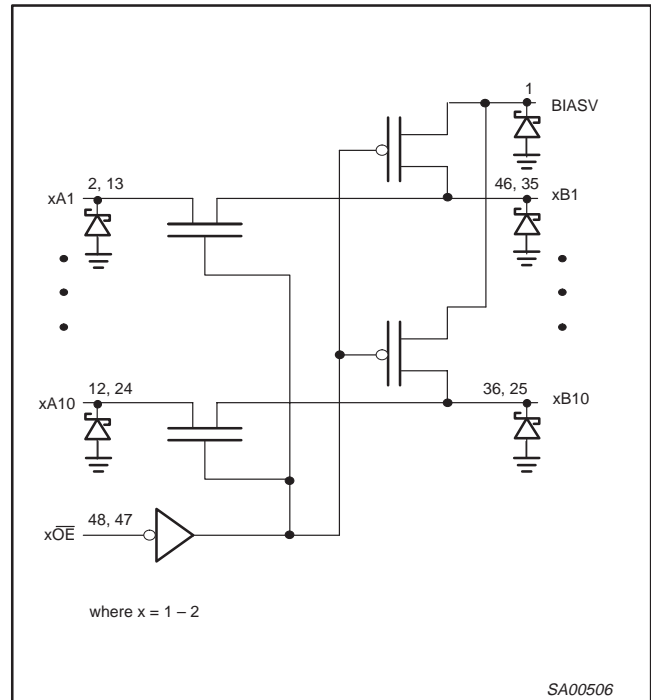 1
BIASV
xA1
2, 13
46, 35
xB1
xA10
12, 24
36, 25
xB10
xO̅E̅
48, 47
where x = 1 – 2
SA00506